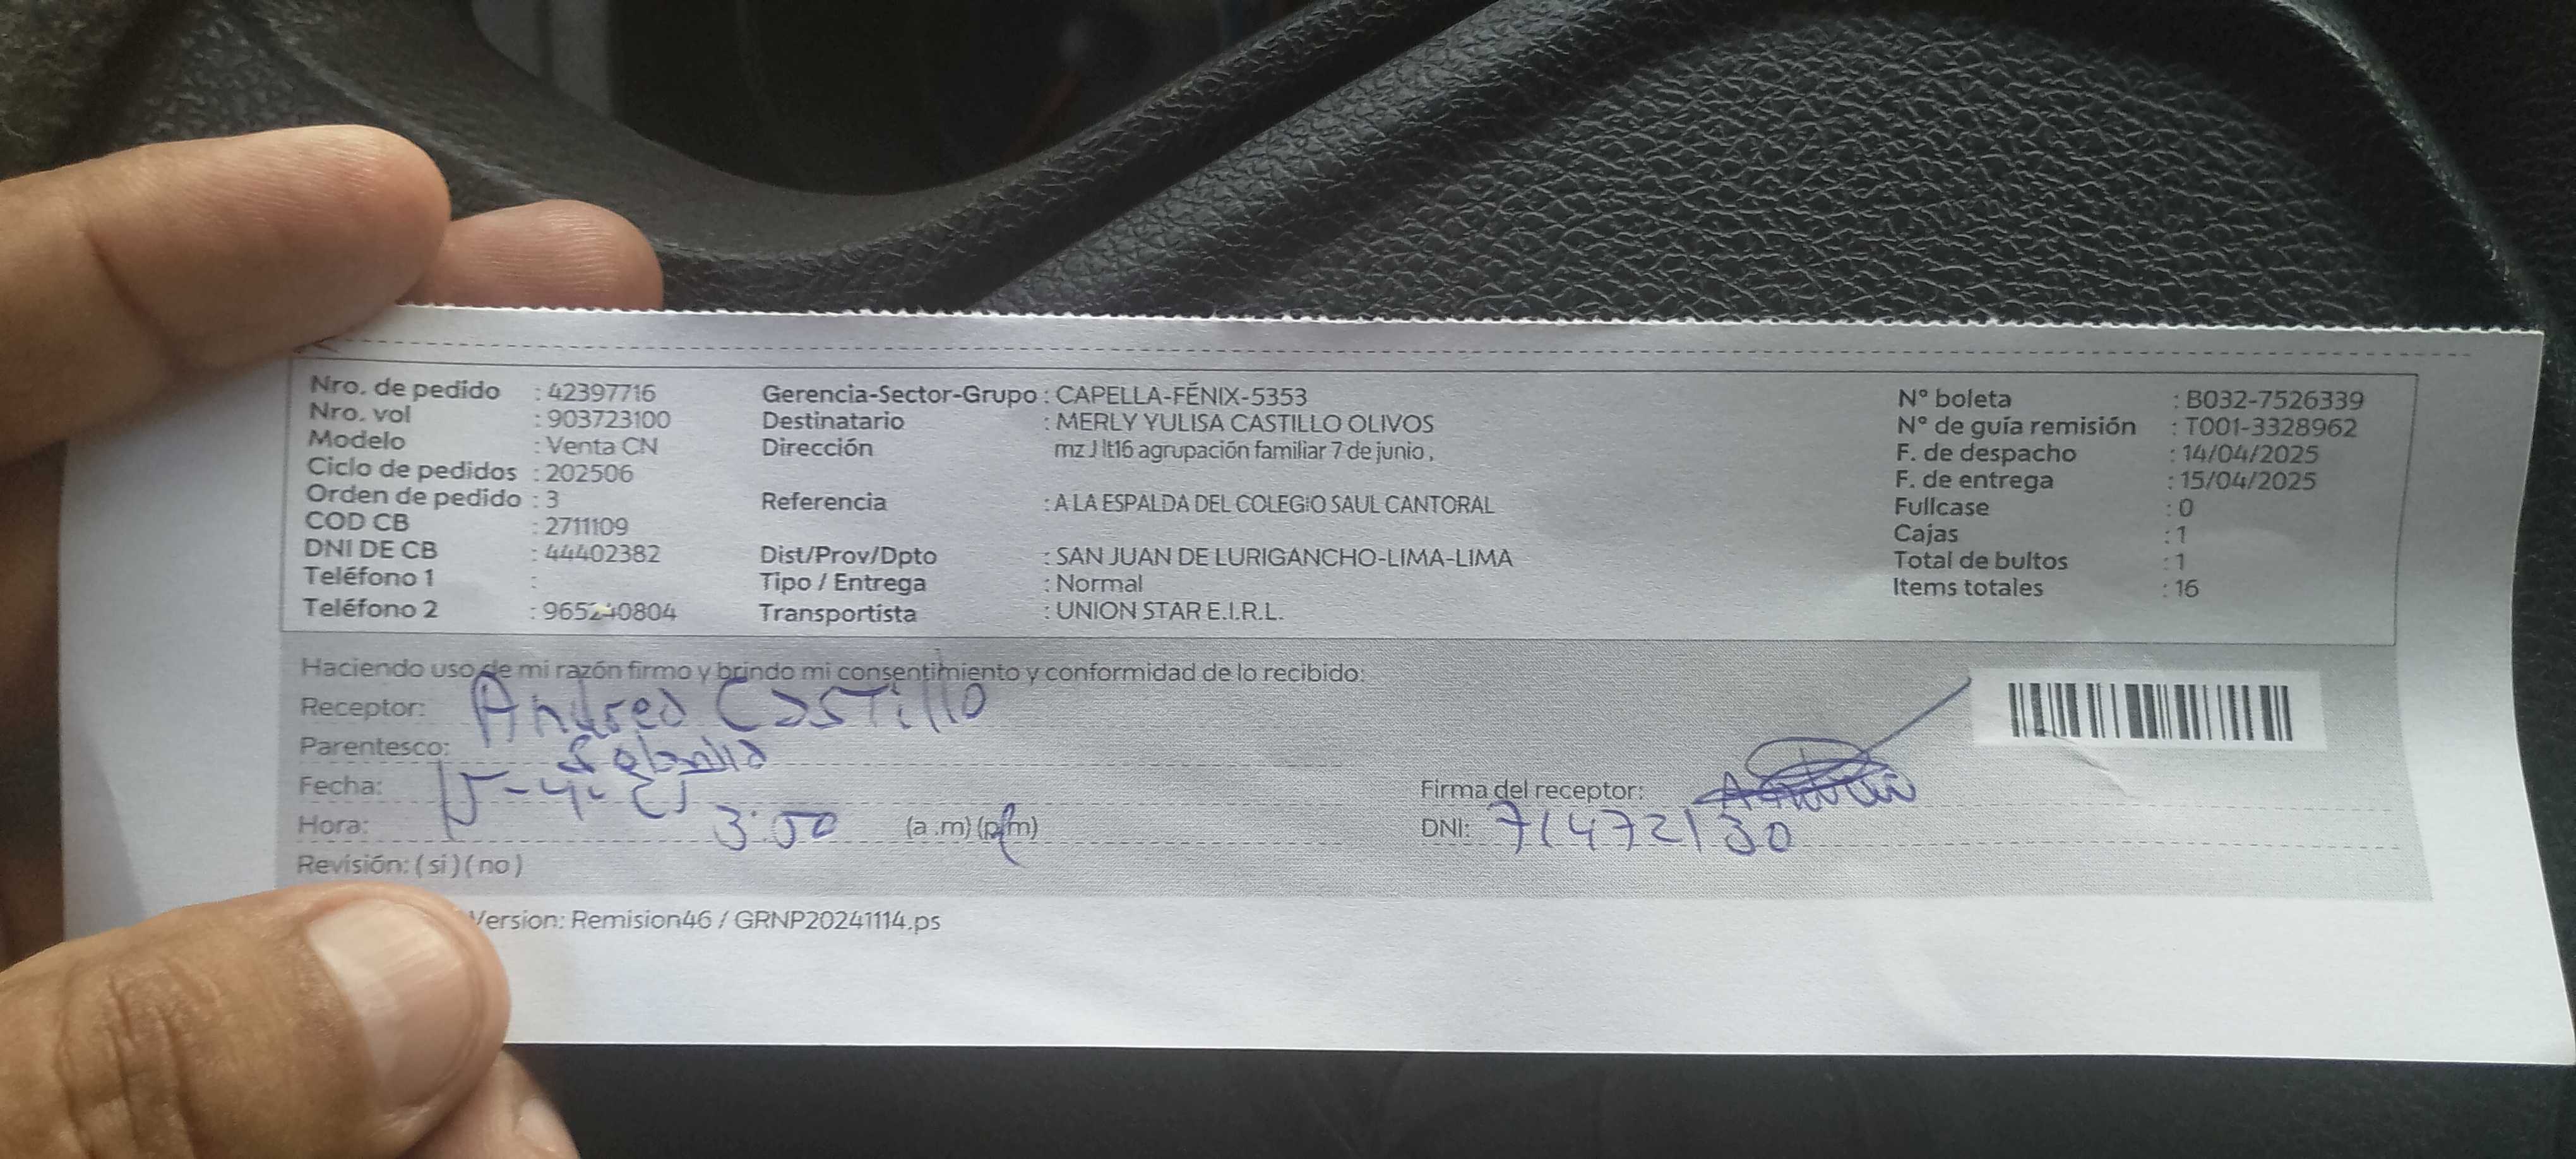 Nro. de pedido : 42397716
Nro. vol : 903723100
Modelo : Venta CN
Ciclo de pedidos : 202506
Orden de pedido : 3
COD CB : 2711109
DNI DE CB : 44402382
Teléfono 1 :
Teléfono 2 :
Gerencia-Sector-Grupo : CAPELLA-FÉNIX-5353
Destinatario : MERLY YULISA CASTILLO OLIVOS
Dirección mz J lt16 agrupación familiar 7 de junio ,
Referencia : A LA ESPALDA DEL COLEGIO SAUL CANTORAL
Dist/Prov/Dpto : SAN JUAN DE LURIGANCHO-LIMA-LIMA
Tipo / Entrega : Normal
Transportista : UNION STAR E.I.R.L.
N° boleta : B032-7526339
N° de guía remisión : T001-3328962
F. de despacho : 14/04/2025
F. de entrega : 15/04/2025
Fullcase : 0
Cajas : 1
Total de bultos : 1
Items totales : 16
Haciendo uso de mi razón firmo y brindo mi consentimiento y conformidad de lo recibido:
Receptor: Andrea Castillo
Parentesco:
Fecha: 15-4-
Hora: 3:50 (a .m) (p.m)
Revisión: ( si ) ( no )
Firma del receptor:
DNI: 71472130
Version: Remision46 / GRNP20241114.ps